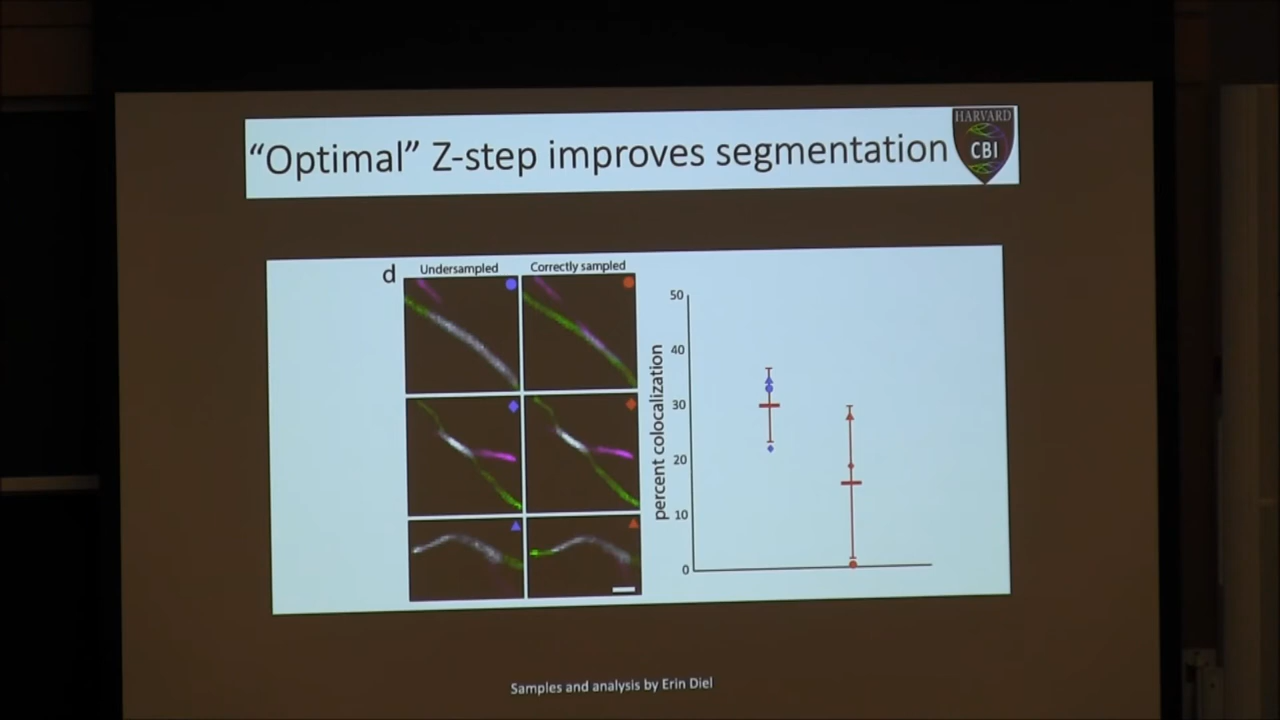 “Optimal” Z-step improves segmentation
HARVARD
CBI
d
Undersampled
Correctly sampled
percent colocalization
50
40
30
20
10
0
Samples and analysis by Erin Diel